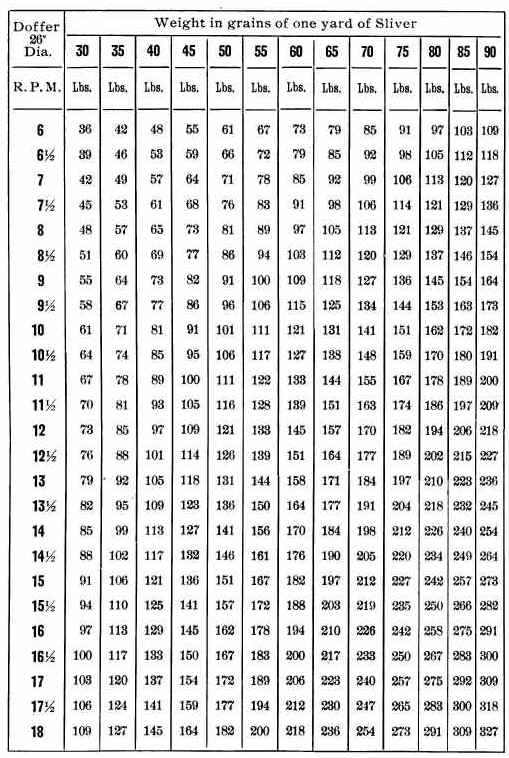 Doffer 26″ Dia. Weight in grains of one yard of Sliver
30 35 40 45 50 55 60 65 70 75 80 85 90
R. P. M. Lbs. Lbs. Lbs. Lbs. Lbs. Lbs. Lbs. Lbs. Lbs. Lbs. Lbs. Lbs. Lbs.
6 36 42 48 55 61 67 73 79 85 91 97 103 109
6½ 39 46 53 59 66 72 79 85 92 98 105 112 118
7 42 49 57 64 71 78 85 92 99 106 113 120 127
7½ 45 53 61 68 76 83 91 98 106 114 121 129 136
8 48 57 65 73 81 89 97 105 113 121 129 137 145
8½ 51 60 69 77 86 94 103 112 120 129 137 146 154
9 55 64 73 82 91 100 109 118 127 136 145 154 164
9½ 58 67 77 86 96 106 115 125 134 144 153 163 173
10 61 71 81 91 101 111 121 131 141 151 162 172 182
10½ 64 74 85 95 106 117 127 138 148 159 170 180 191
11 67 78 89 100 111 122 133 144 155 167 178 189 200
11½ 70 81 93 105 116 128 139 151 163 174 186 197 209
12 73 85 97 109 121 133 145 157 170 182 194 206 218
12½ 76 88 101 114 126 139 151 164 177 189 202 215 227
13 79 92 105 118 131 144 158 171 184 197 210 223 236
13½ 82 95 109 123 136 150 164 177 191 204 218 232 245
14 85 99 113 127 141 156 170 184 198 212 226 240 254
14½ 88 102 117 132 146 161 176 190 205 220 234 249 264
15 91 106 121 136 151 167 182 197 212 227 242 257 273
15½ 94 110 125 141 157 172 188 203 219 235 250 266 282
16 97 113 129 145 162 178 194 210 226 242 258 275 291
16½ 100 117 133 150 167 183 200 217 233 250 267 283 300
17 103 120 137 154 172 189 206 223 240 257 275 292 309
17½ 106 124 141 159 177 194 212 230 247 265 283 300 318
18 109 127 145 164 182 200 218 236 254 273 291 309 327